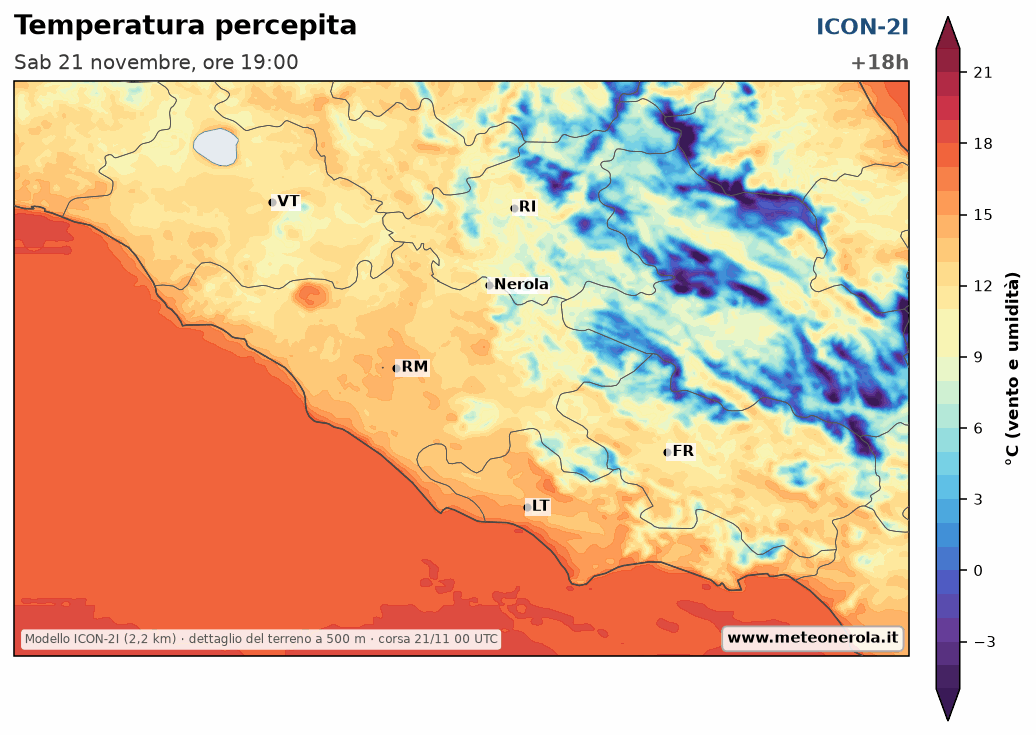 Temperatura percepita
ICON-2I
Sab 21 novembre, ore 19:00
+18h
VT
RI
Nerola
RM
FR
LT
21
18
15
12
9
6
3
0
−3
°C (vento e umidità)
Modello ICON-2I (2,2 km) · dettaglio del terreno a 500 m · corsa 21/11 00 UTC
www.meteonerola.it